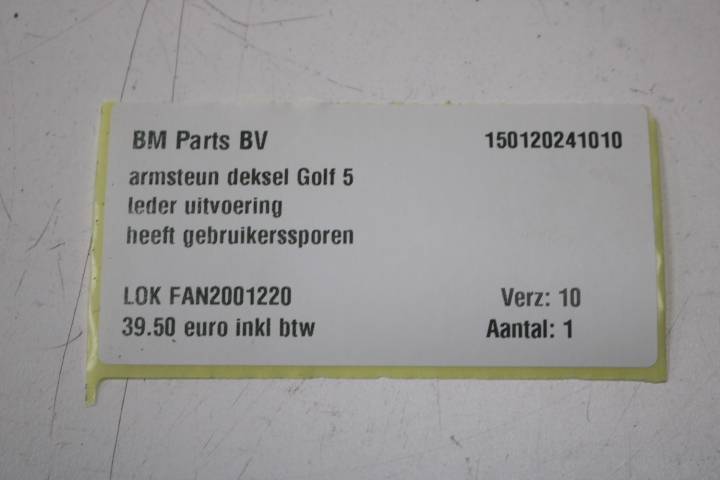 BM Parts BV 150120241010
armsteun deksel Golf 5
leder uitvoering
heeft gebruikerssporen
LOK FAN2001220 Verz: 10
39.50 euro inkl btw Aantal: 1